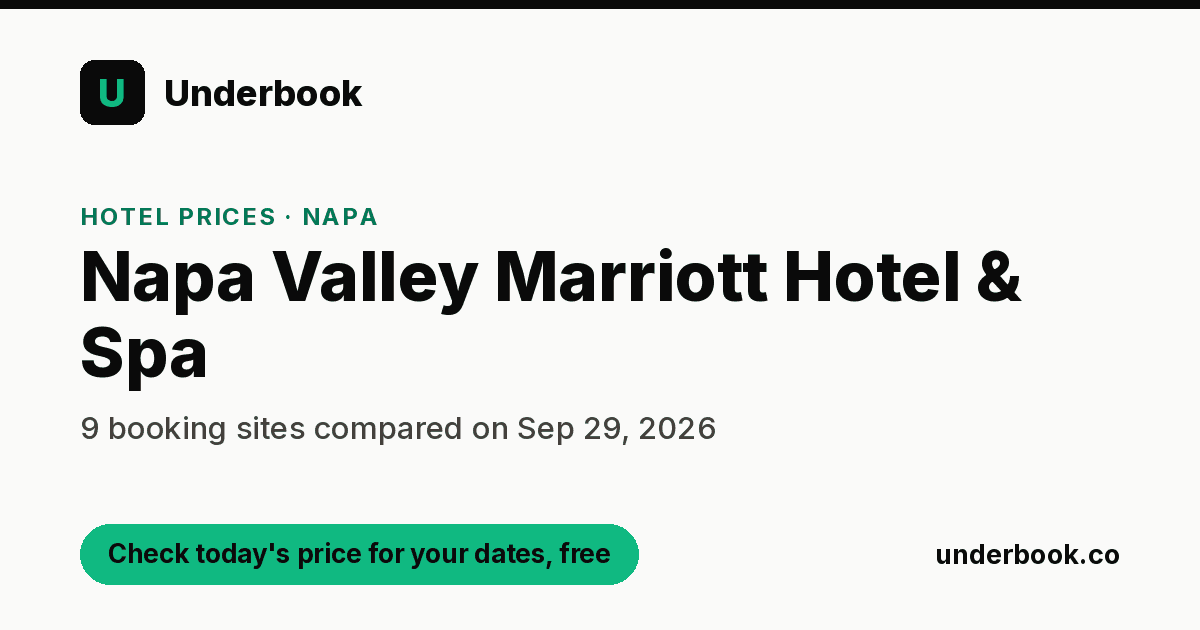 U Underbook
HOTEL PRICES · NAPA
Napa Valley Marriott Hotel &
Spa
9 booking sites compared on Sep 29, 2026
Check today's price for your dates, free
underbook.co